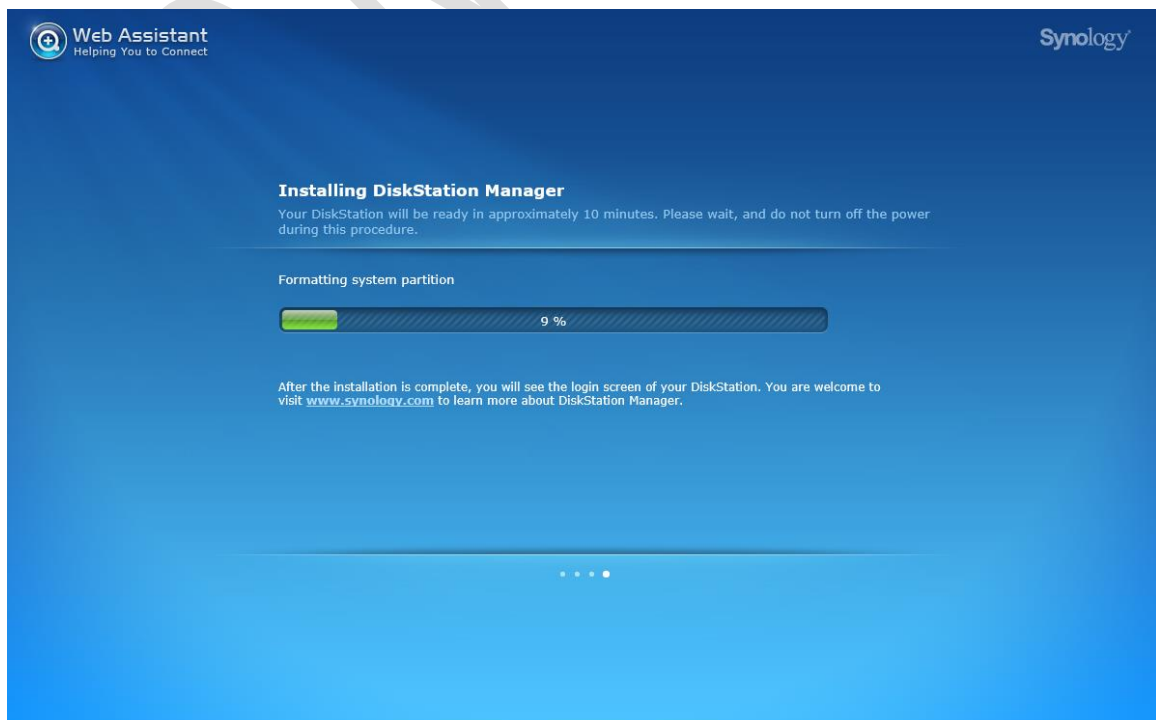 Web Assistant
Helping You to Connect
Synology
Installing DiskStation Manager
Your DiskStation will be ready in approximately 10 minutes. Please wait, and do not turn off the power
during this procedure.
Formatting system partition
9 %
After the installation is complete, you will see the login screen of your DiskStation. You are welcome to
visit www.synology.com to learn more about DiskStation Manager.